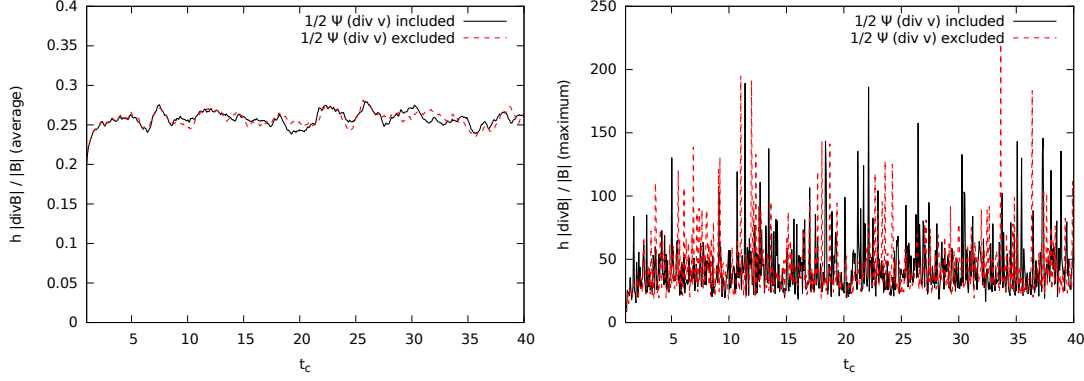 1/2 Ψ (div v) included
1/2 Ψ (div v) excluded
h |divB| / |B| (average)
0.4
0.35
0.3
0.25
0.2
0.15
0.1
0.05
0
5 10 15 20 25 30 35 40
t_c
1/2 Ψ (div v) included
1/2 Ψ (div v) excluded
h |divB| / |B| (maximum)
250
200
150
100
50
0
5 10 15 20 25 30 35 40
t_c